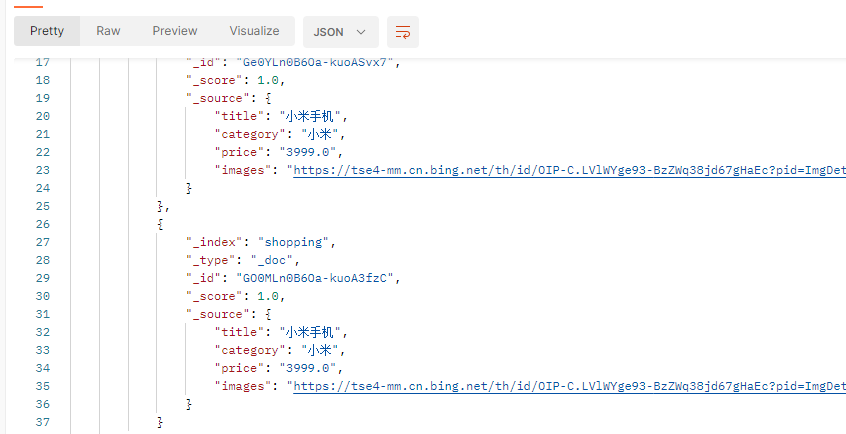 Pretty Raw Preview Visualize JSON
17 "_id": "Ge0YLn0B6Oa-kuoASvx7",
18 "_score": 1.0,
19 "_source": {
20 "title": "小米手机",
21 "category": "小米",
22 "price": "3999.0",
23 "images": "https://tse4-mm.cn.bing.net/th/id/OIP-C.LVlWYge93-BzZWq38jd67gHaEc?pid=ImgDet
24 }
25 },
26 {
27 "_index": "shopping",
28 "_type": "_doc",
29 "_id": "GO0MLn0B6Oa-kuoA3fzC",
30 "_score": 1.0,
31 "_source": {
32 "title": "小米手机",
33 "category": "小米",
34 "price": "3999.0",
35 "images": "https://tse4-mm.cn.bing.net/th/id/OIP-C.LVlWYge93-BzZWq38jd67gHaEc?pid=ImgDet
36 }
37 }